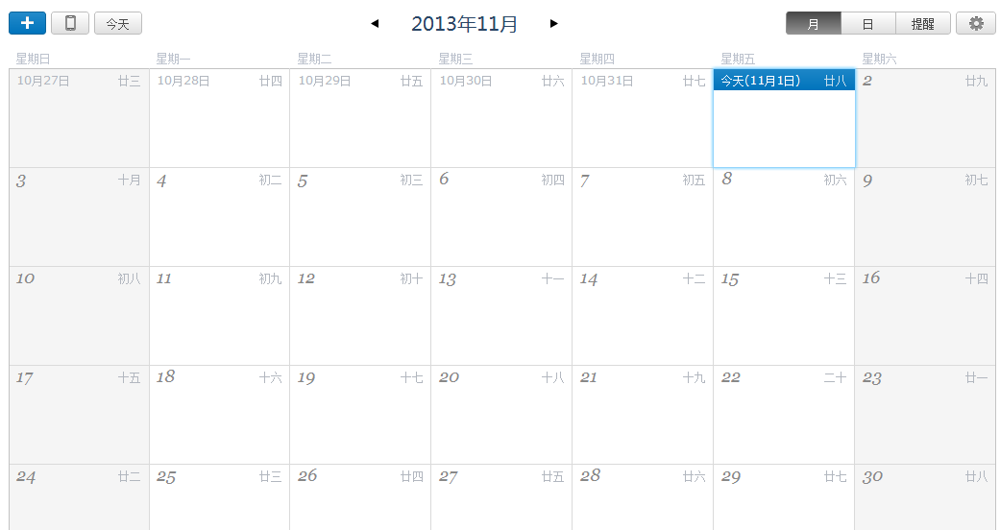 今天 2013年11月 月 日 提醒
星期日 星期一 星期二 星期三 星期四 星期五 星期六
10月27日 廿三 10月28日 廿四 10月29日 廿五 10月30日 廿六 10月31日 廿七 今天(11月1日) 廿八 2 廿九
3 十月 4 初二 5 初三 6 初四 7 初五 8 初六 9 初七
10 初八 11 初九 12 初十 13 十一 14 十二 15 十三 16 十四
17 十五 18 十六 19 十七 20 十八 21 十九 22 二十 23 廿一
24 廿二 25 廿三 26 廿四 27 廿五 28 廿六 29 廿七 30 廿八